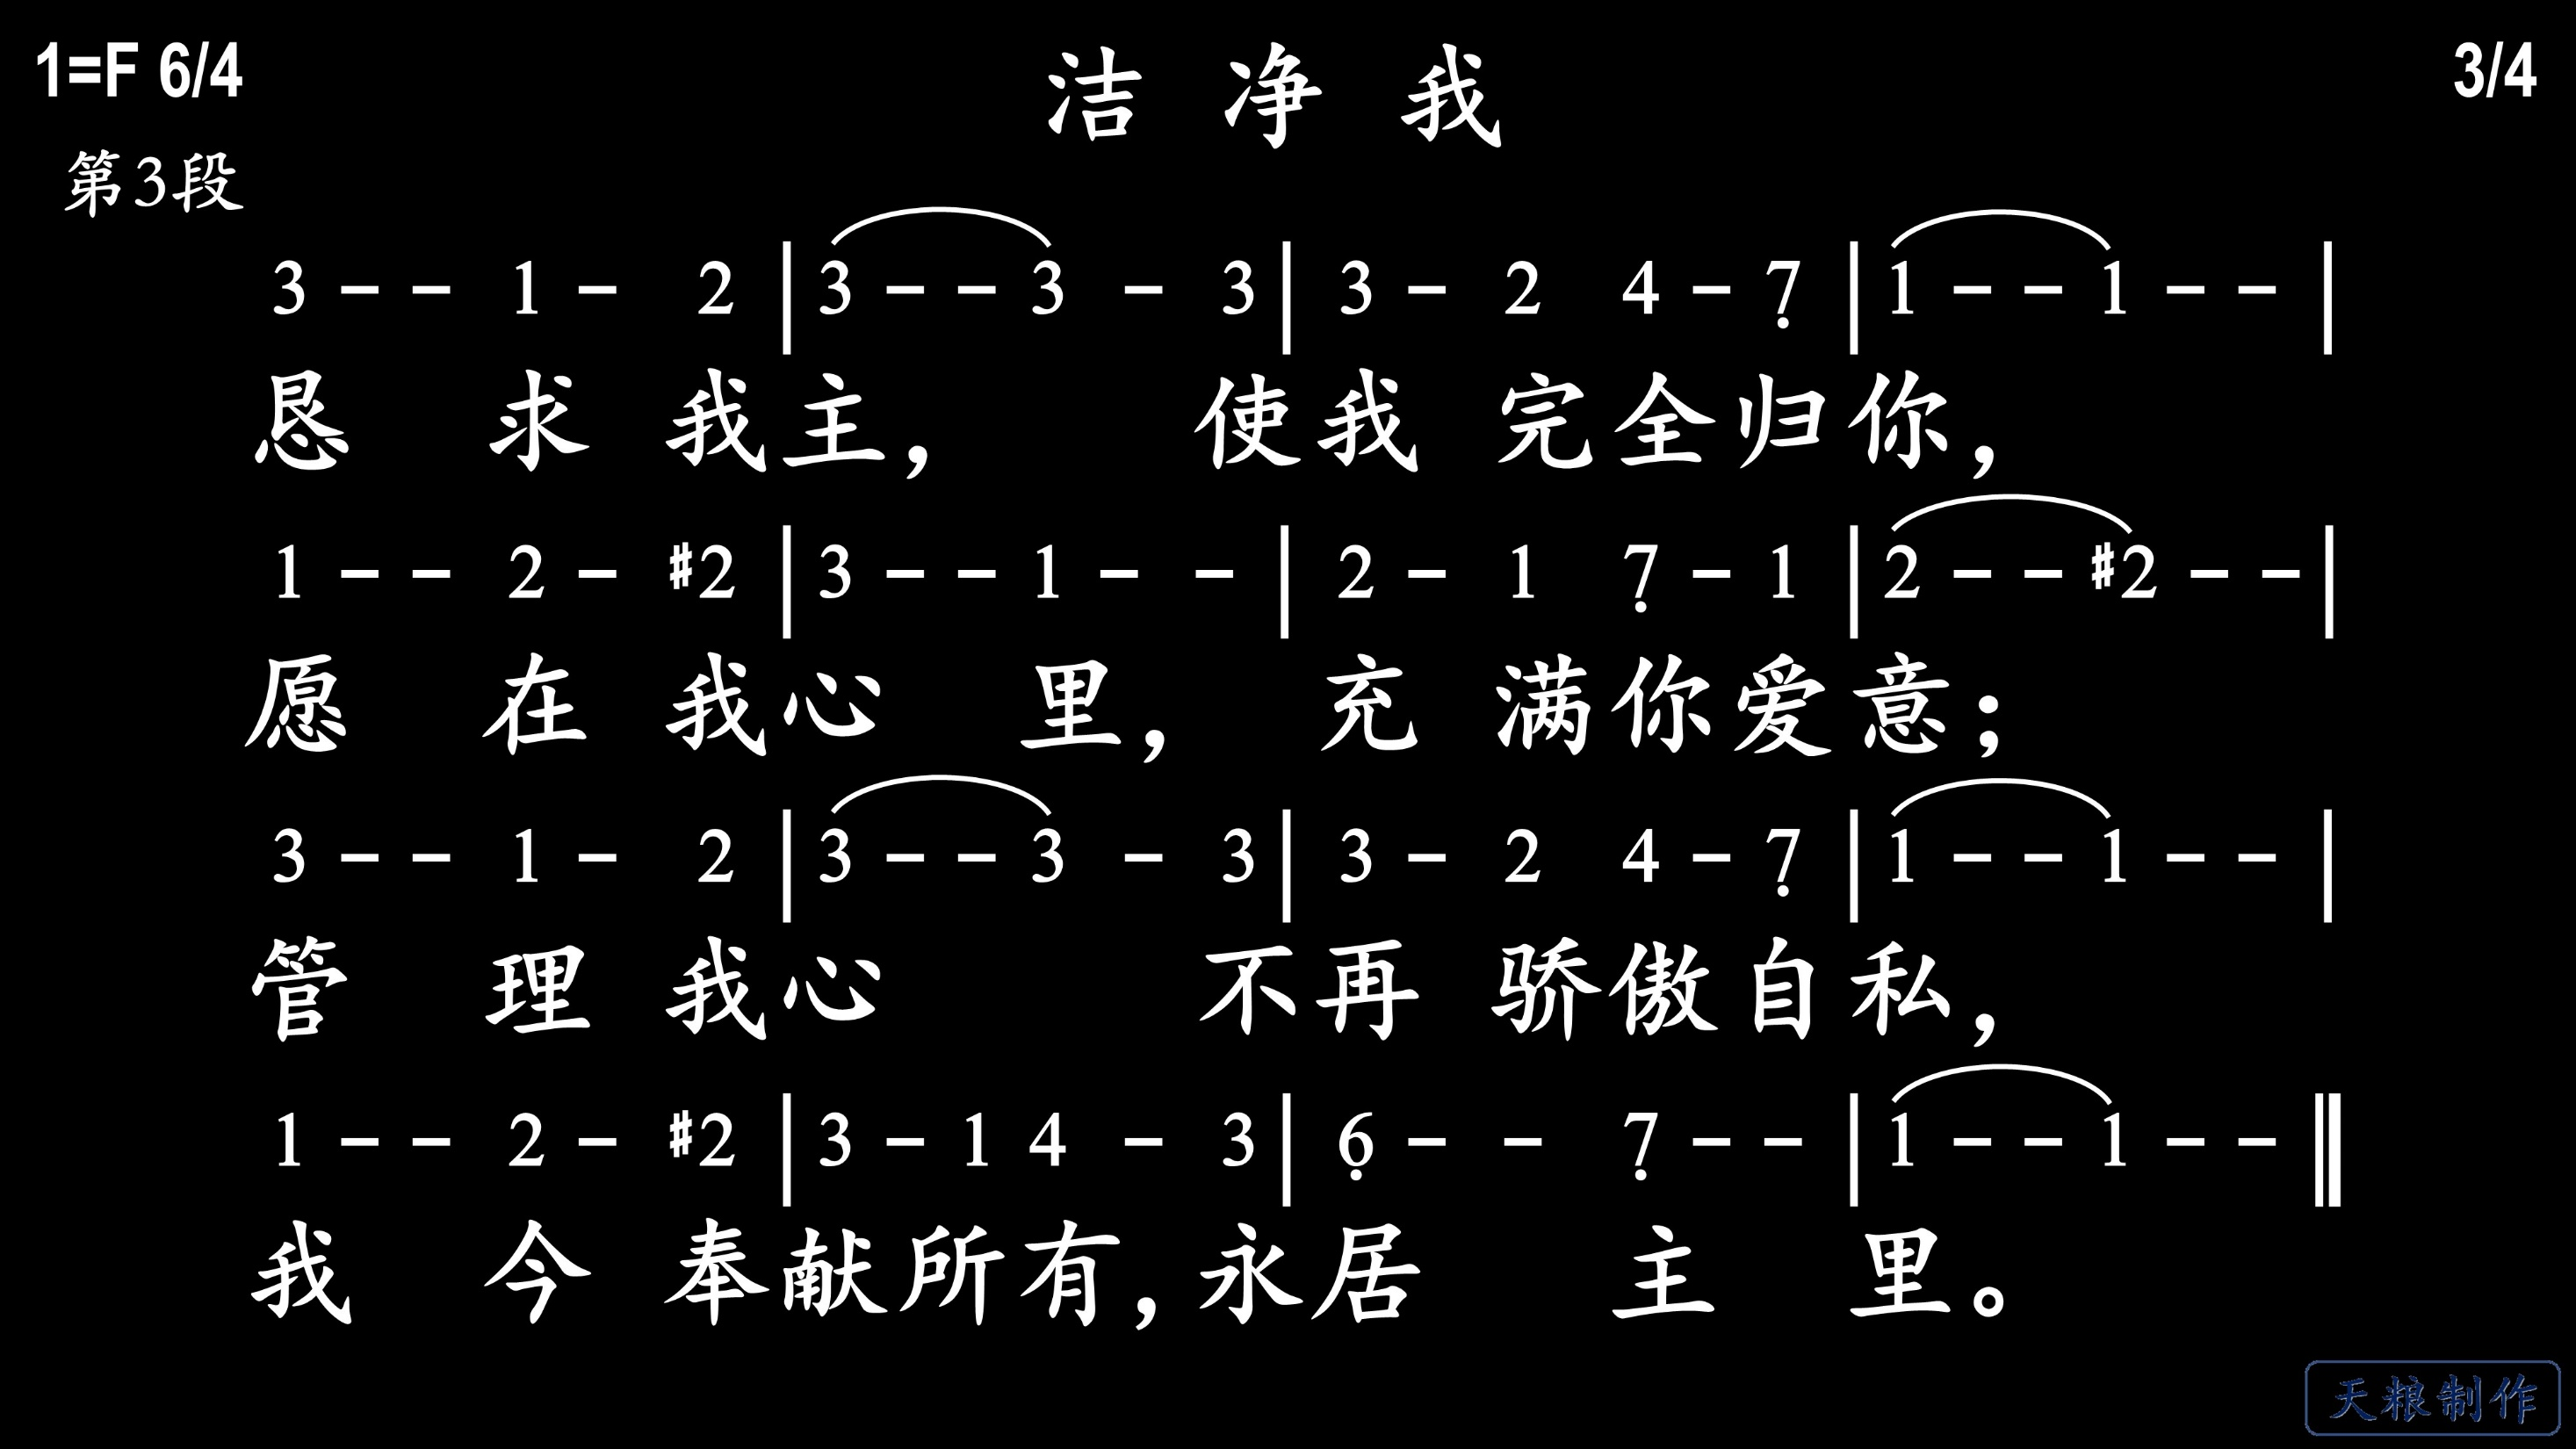 1=F 6/4 洁 净 我 3/4
第3段
3 - - 1 - 2 | 3 - - 3 - 3 | 3 - 2 4 - 7̣ | 1 - - 1 - - |
恳 求 我 主， 使 我 完 全 归 你，
1 - - 2 - #2 | 3 - - 1 - - | 2 - 1 7̣ - 1 | 2 - - #2 - - |
愿 在 我 心 里， 充 满 你 爱 意；
3 - - 1 - 2 | 3 - - 3 - 3 | 3 - 2 4 - 7̣ | 1 - - 1 - - |
管 理 我 心 不 再 骄 傲 自 私，
1 - - 2 - #2 | 3 - 1 4 - 3 | 6̣ - - 7̣ - - | 1 - - 1 - - ‖
我 今 奉 献 所 有， 永 居 主 里。
天粮制作